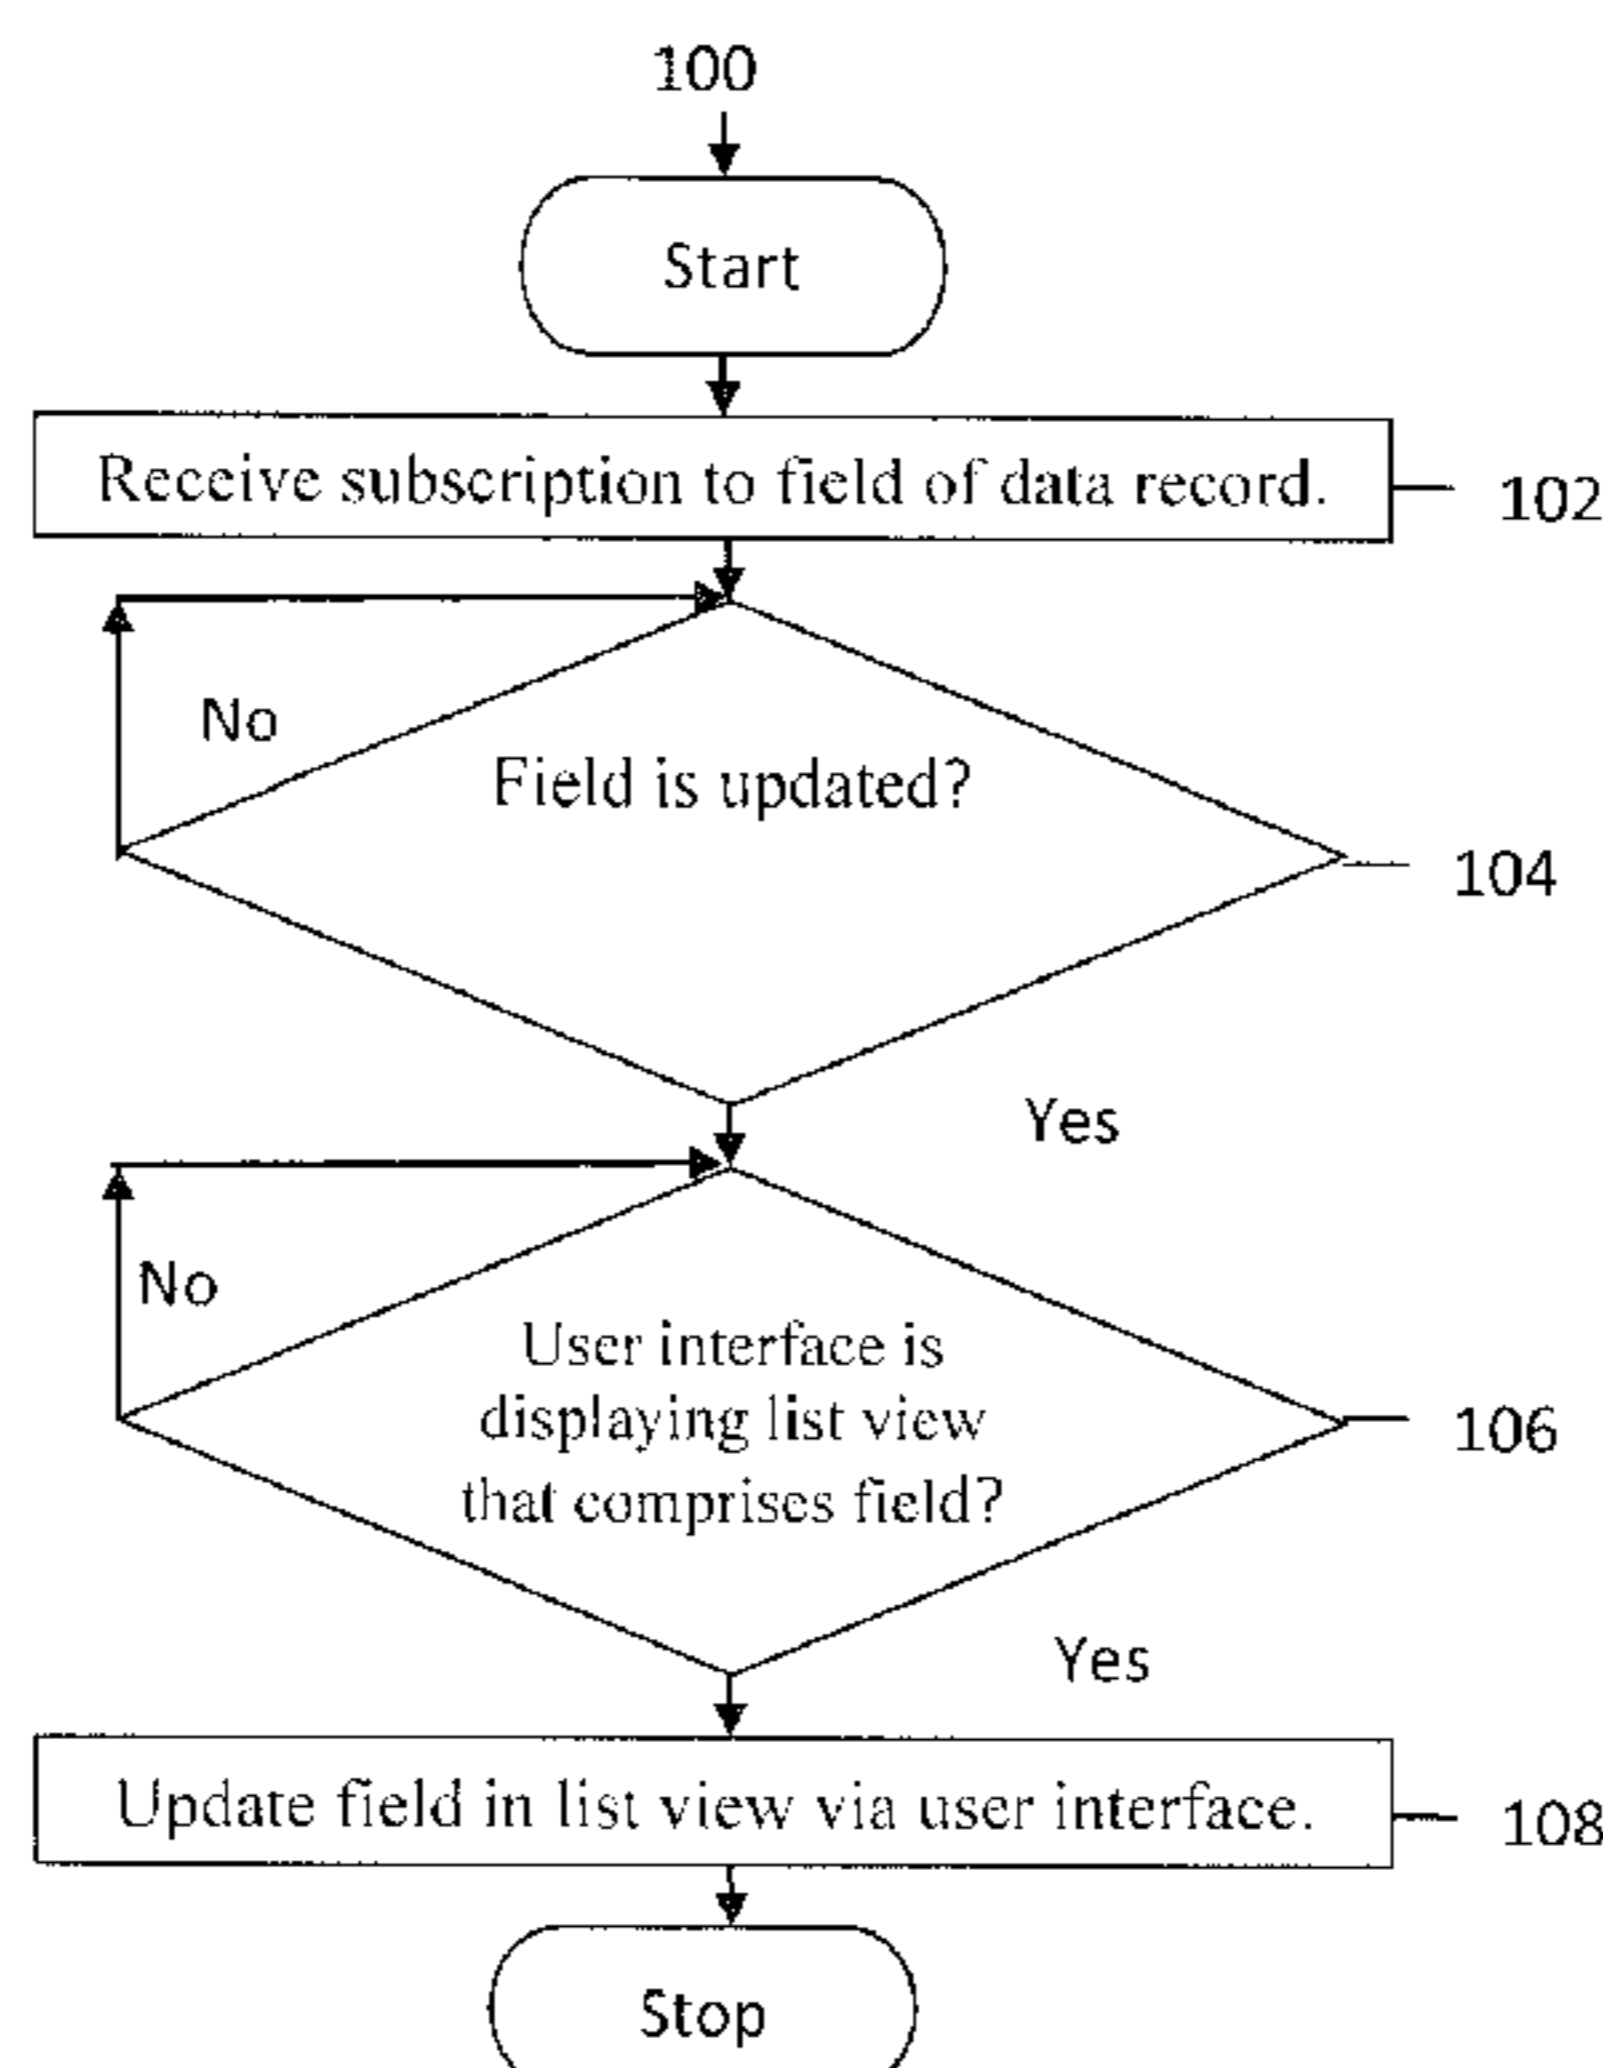 100
Start
Receive subscription to field of data record.
102
No
Field is updated?
104
Yes
No
User interface is
displaying list view
that comprises field?
106
Yes
Update field in list view via user interface.
108
Stop